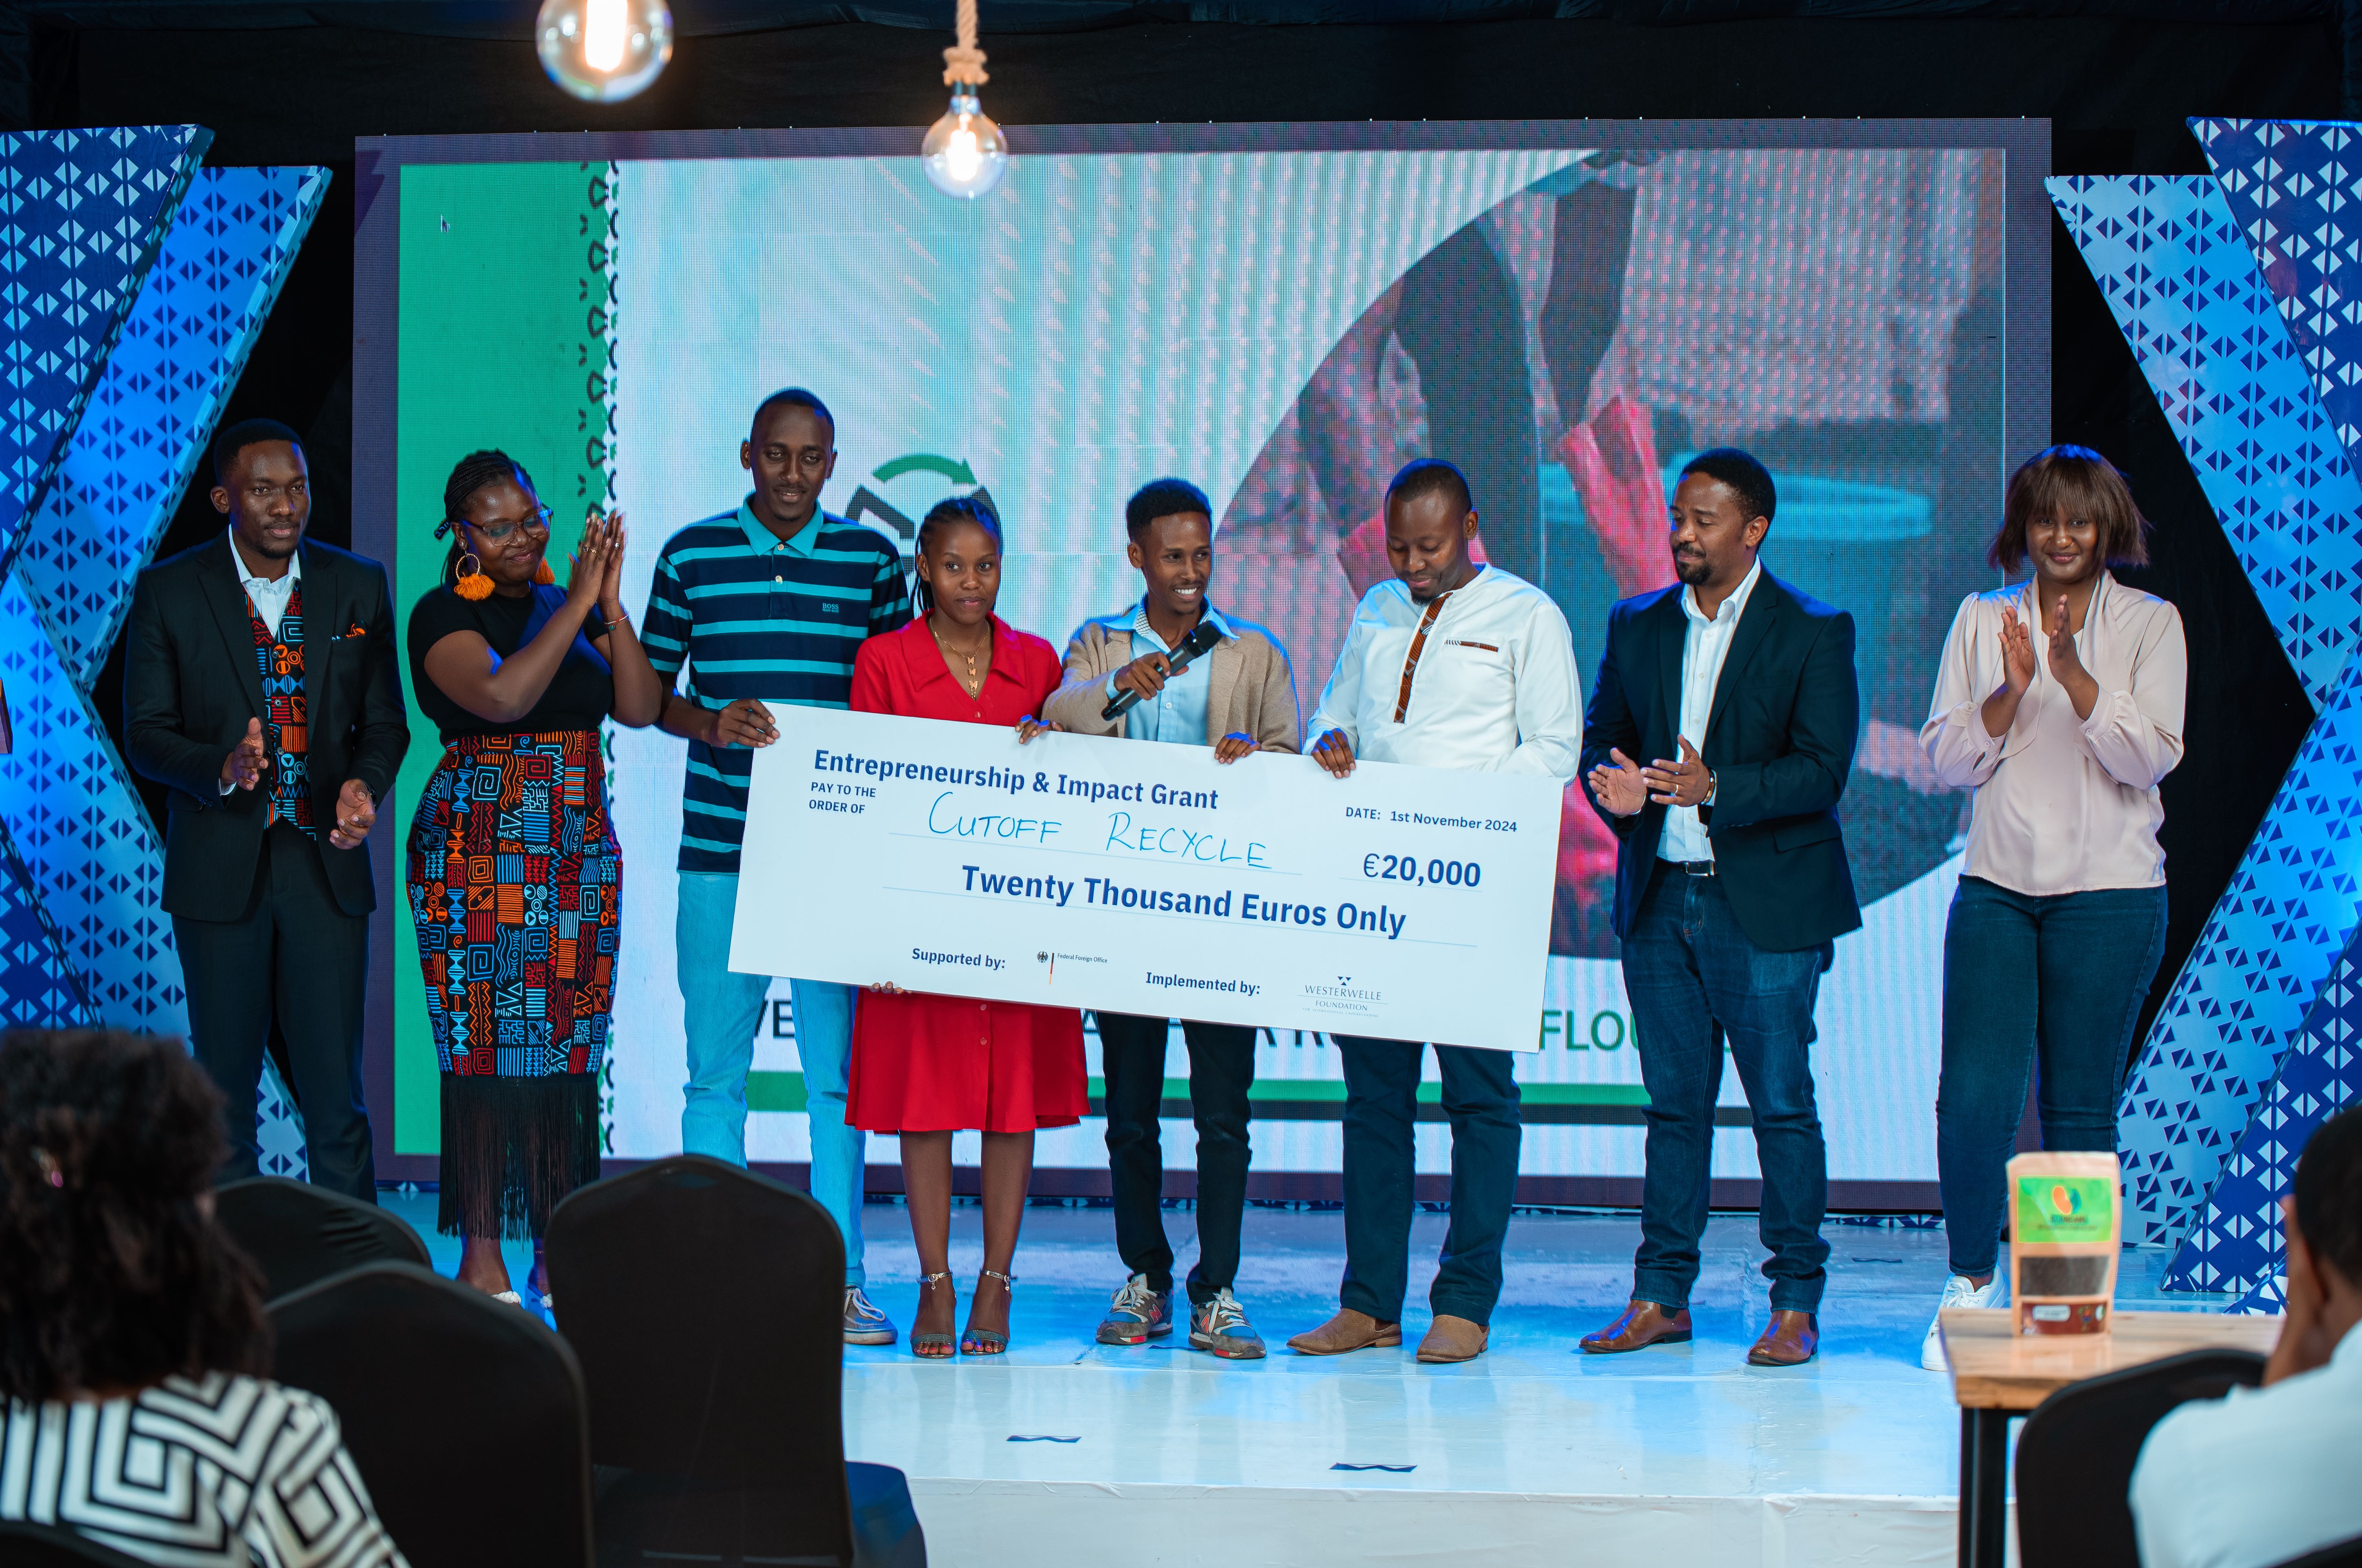 BOSS
Entrepreneurship & Impact Grant
PAY TO THE
ORDER OF
CUTOFF RECYCLE
DATE: 1st November 2024
€20,000
Twenty Thousand Euros Only
Supported by:
Federal Foreign Office
Implemented by:
WESTERWELLE
FOUNDATION